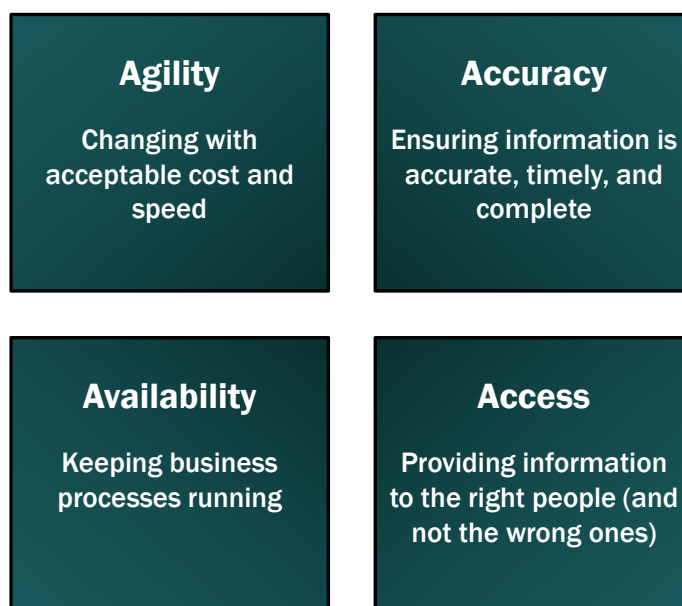 Agility
Changing with
acceptable cost and
speed
Accuracy
Ensuring information is
accurate, timely, and
complete
Availability
Keeping business
processes running
Access
Providing information
to the right people (and
not the wrong ones)